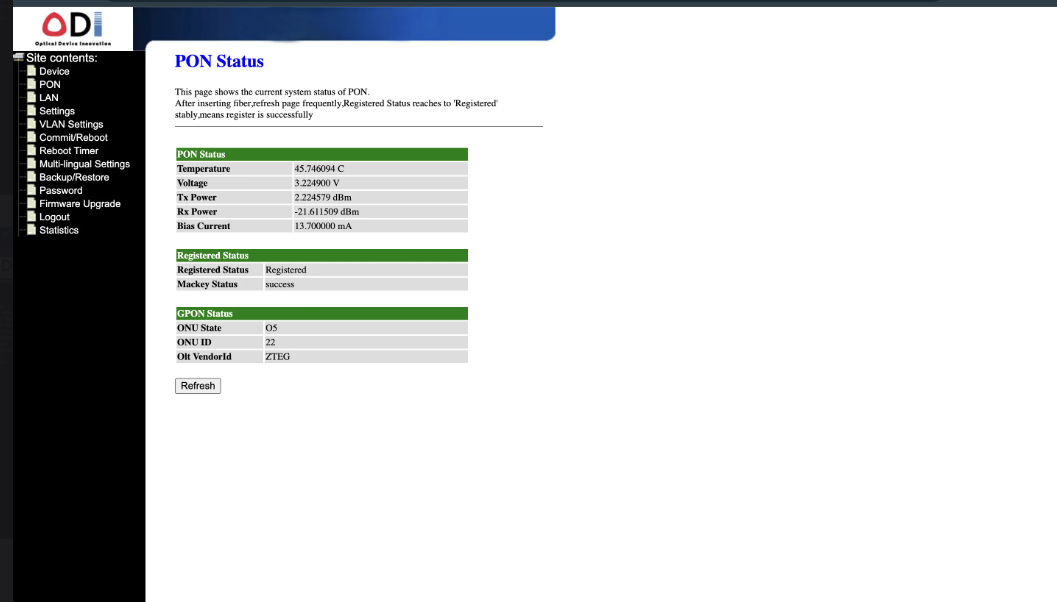 ODI
Optical Device Innovation
Site contents:
Device
PON
LAN
Settings
VLAN Settings
Commit/Reboot
Reboot Timer
Multi-lingual Settings
Backup/Restore
Password
Firmware Upgrade
Logout
Statistics
PON Status
This page shows the current system status of PON.
After inserting fiber,refresh page frequently,Registered Status reaches to 'Registered'
stably,means register is successfully
PON Status
Temperature 45.746094 C
Voltage 3.224900 V
Tx Power 2.224579 dBm
Rx Power -21.611509 dBm
Bias Current 13.700000 mA
Registered Status
Registered Status Registered
Mackey Status success
GPON Status
ONU State O5
ONU ID 22
Olt VendorId ZTEG
Refresh